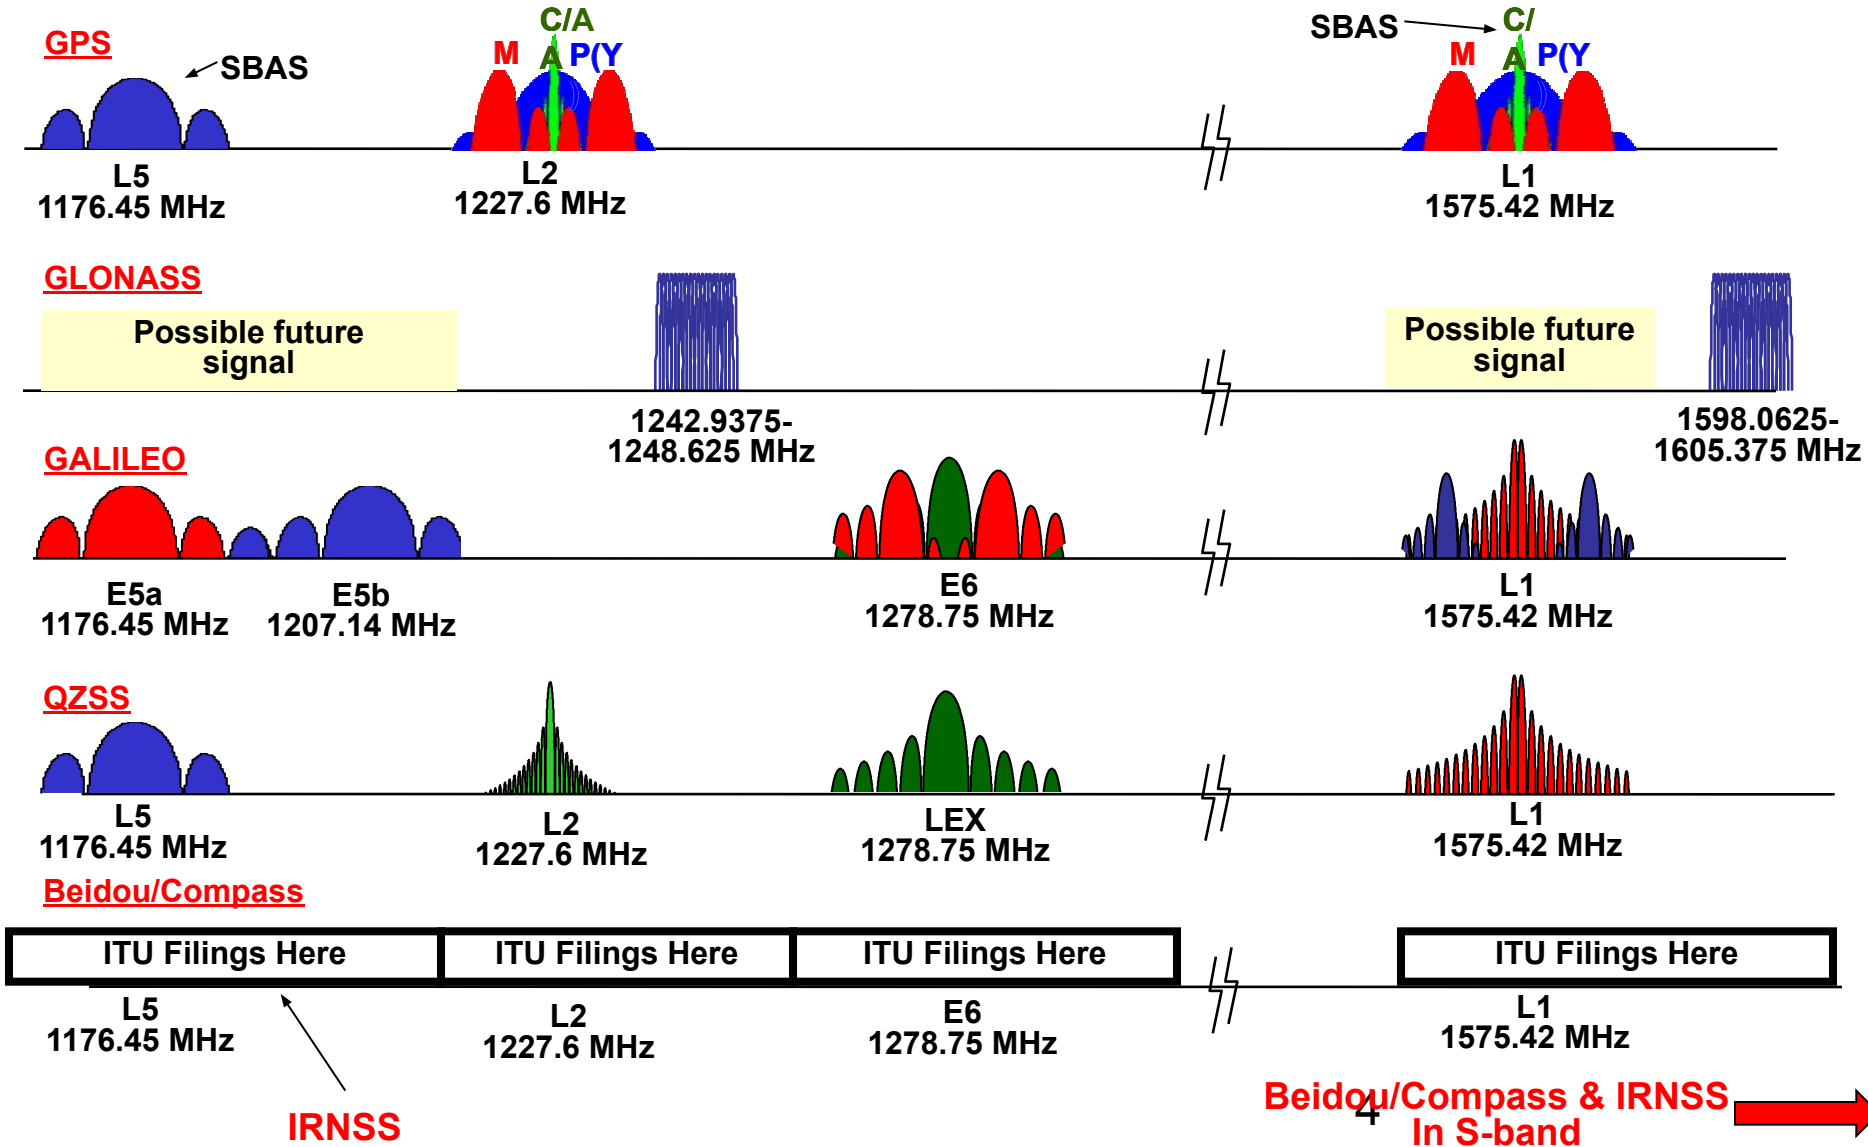 GPS
SBAS
M
C/A
A
P(Y
SBAS
M
C/
A
P(Y
L5
1176.45 MHz
L2
1227.6 MHz
L1
1575.42 MHz
GLONASS
Possible future
signal
1242.9375-
1248.625 MHz
Possible future
signal
1598.0625-
1605.375 MHz
GALILEO
E5a
1176.45 MHz
E5b
1207.14 MHz
E6
1278.75 MHz
L1
1575.42 MHz
QZSS
L5
1176.45 MHz
L2
1227.6 MHz
LEX
1278.75 MHz
L1
1575.42 MHz
Beidou/Compass
ITU Filings Here
ITU Filings Here
ITU Filings Here
ITU Filings Here
L5
1176.45 MHz
L2
1227.6 MHz
E6
1278.75 MHz
L1
1575.42 MHz
IRNSS
Beidou/Compass & IRNSS
In S-band
4